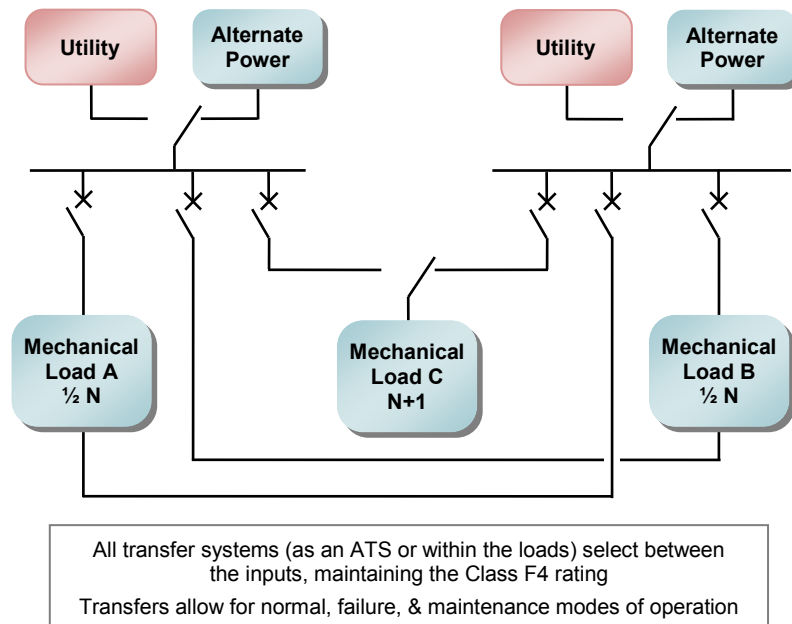 Utility
Alternate
Power
Utility
Alternate
Power
Mechanical
Load A
½ N
Mechanical
Load C
N+1
Mechanical
Load B
½ N
All transfer systems (as an ATS or within the loads) select between
the inputs, maintaining the Class F4 rating
Transfers allow for normal, failure, & maintenance modes of operation